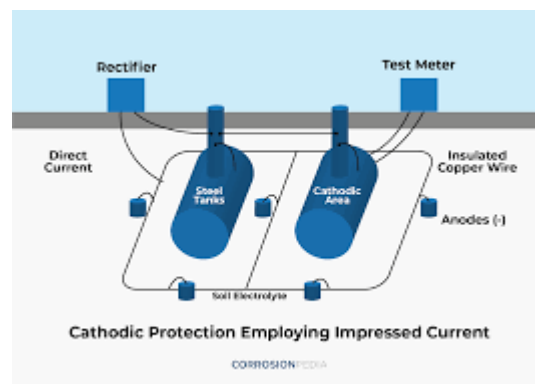 Rectifier
Test Meter
Direct
Current
Insulated
Copper Wire
Steel
Tanks
Cathodic
Area
Anodes (-)
Soil Electrolyte
Cathodic Protection Employing Impressed Current
CORROSIONPEDIA